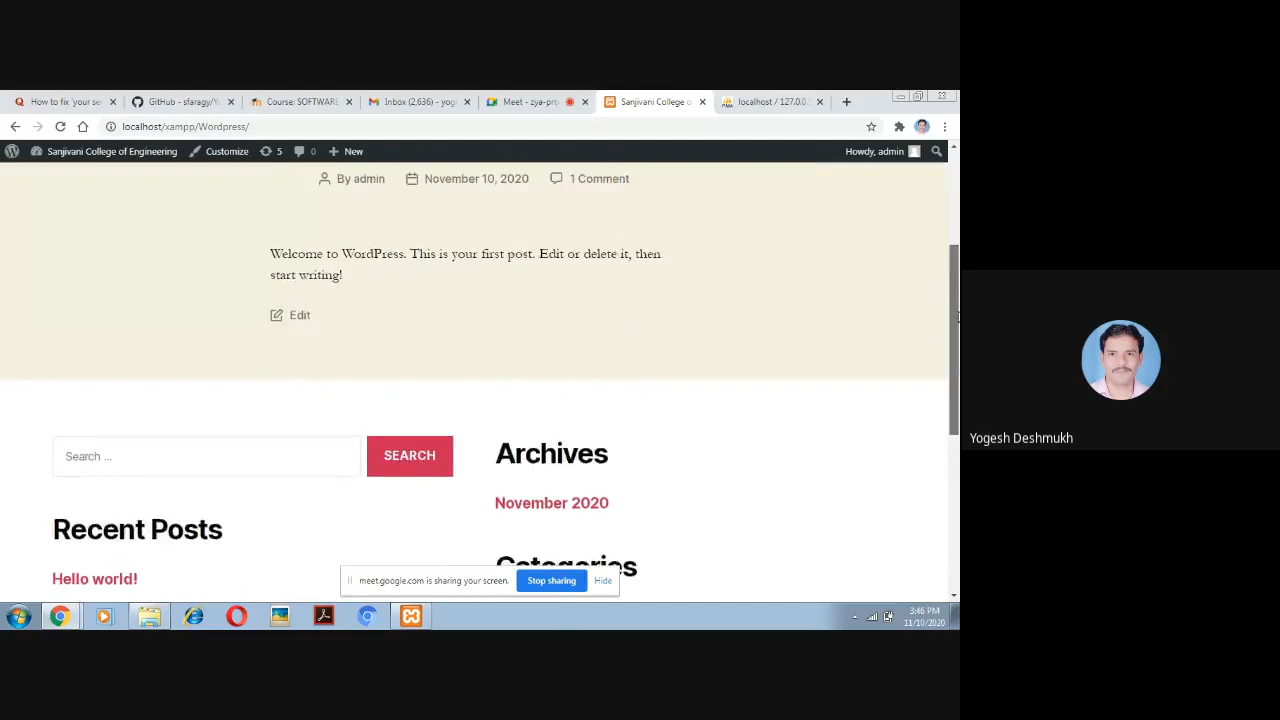 How to fix 'your se
GitHub - sfaragy/Y
Course: SOFTWARE
Inbox (2,636) - yog
Meet - zya-prb
Sanjivani College o
localhost / 127.0.0.
localhost/xampp/Wordpress/
Sanjivani College of Engineering
Customize
5
0
New
Howdy, admin
By admin
November 10, 2020
1 Comment
Welcome to WordPress. This is your first post. Edit or delete it, then
start writing!
Edit
Search ...
SEARCH
Archives
November 2020
Recent Posts
Categories
Hello world!
meet.google.com is sharing your screen.
Stop sharing
Hide
3:46 PM
11/10/2020
Yogesh Deshmukh